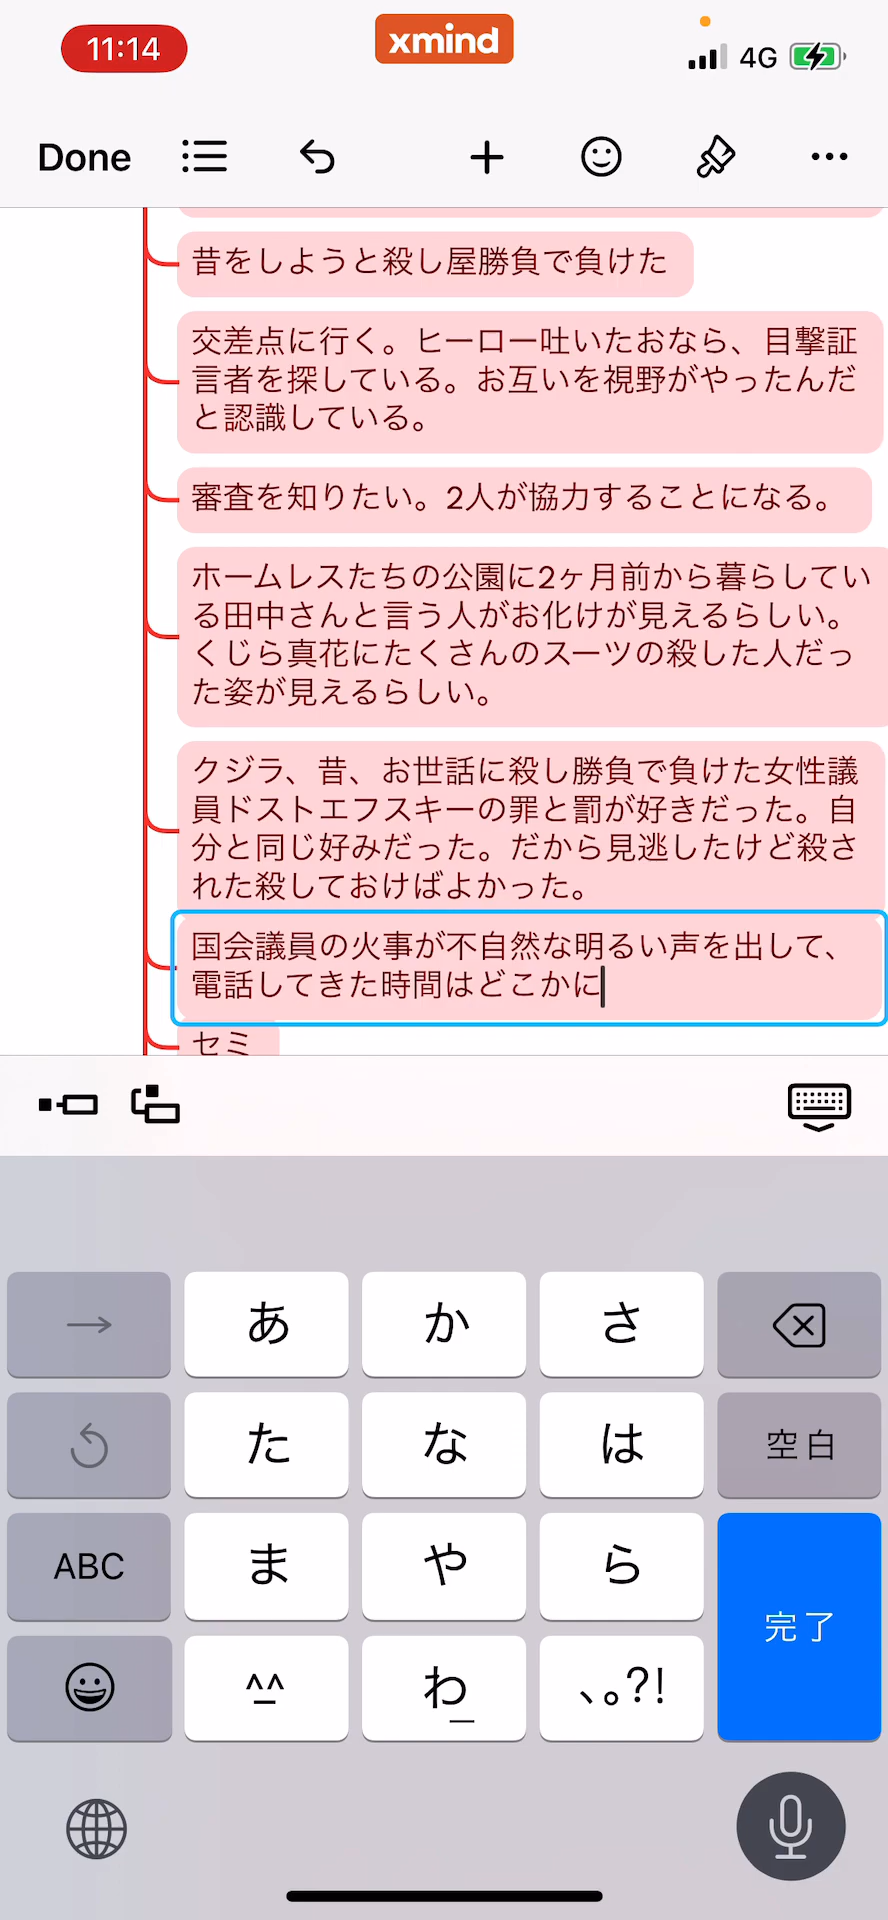 11:14
xmind
4G
Done
昔をしようと殺し屋勝負で負けた
交差点に行く。ヒーロー吐いたおなら、目撃証
言者を探している。お互いを視野がやったんだ
と認識している。
審査を知りたい。2人が協力することになる。
ホームレスたちの公園に2ヶ月前から暮らしてい
る田中さんと言う人がお化けが見えるらしい。
くじら真花にたくさんのスーツの殺した人だっ
た姿が見えるらしい。
クジラ、昔、お世話に殺し勝負で負けた女性議
員ドストエフスキーの罪と罰が好きだった。自
分と同じ好みだった。だから見逃したけど殺さ
れた殺しておけばよかった。
国会議員の火事が不自然な明るい声を出して、
電話してきた時間はどこかに
セミ
→ あ か さ
た な は 空白
ABC ま や ら 完了
^_^ わ_ 、。?!